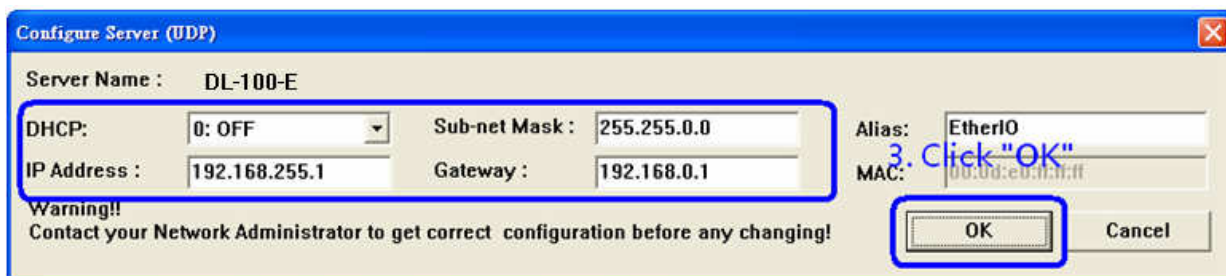 Configure Server (UDP)
Server Name : DL-100-E
DHCP: 0: OFF Sub-net Mask : 255.255.0.0 Alias: EtherIO
IP Address : 192.168.255.1 Gateway : 192.168.0.1 MAC:
3. Click "OK"
Warning!!
Contact your Network Administrator to get correct configuration before any changing!
OK Cancel